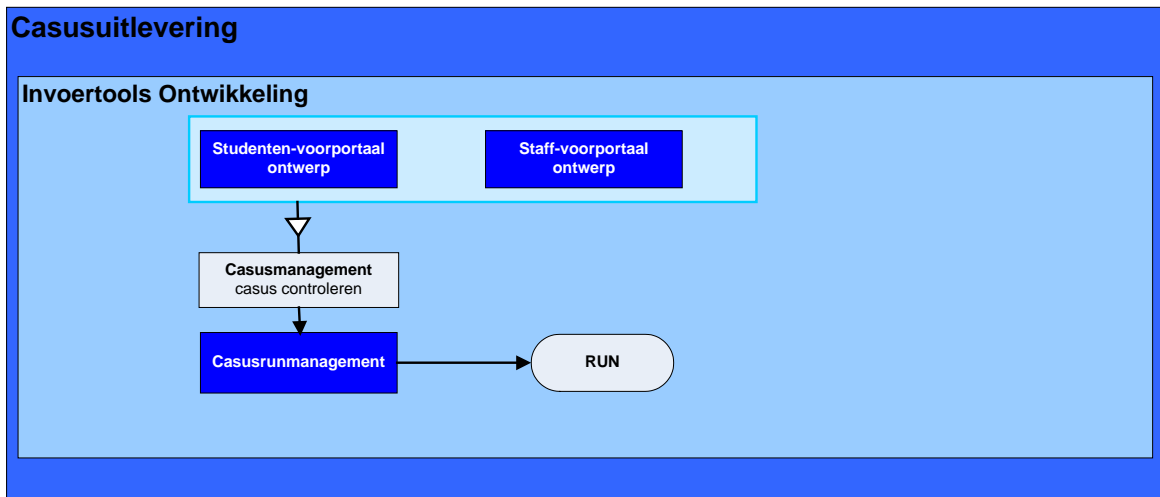 Casusuitlevering
Invoertools Ontwikkeling
Studenten-voorportaal
ontwerp
Staff-voorportaal
ontwerp
Casusmanagement
casus controleren
Casusrunmanagement
RUN